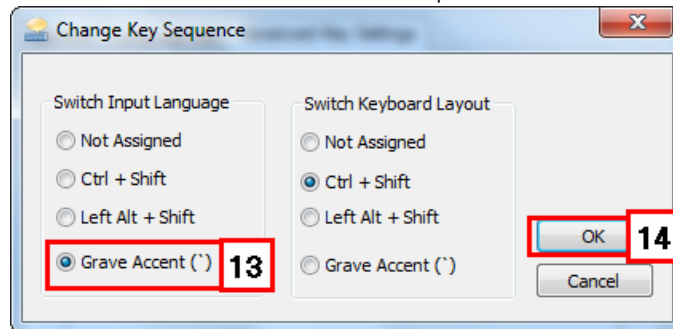 Change Key Sequence
Switch Input Language
Not Assigned
Ctrl + Shift
Left Alt + Shift
Grave Accent (`)
13
Switch Keyboard Layout
Not Assigned
Ctrl + Shift
Left Alt + Shift
Grave Accent (`)
OK
14
Cancel